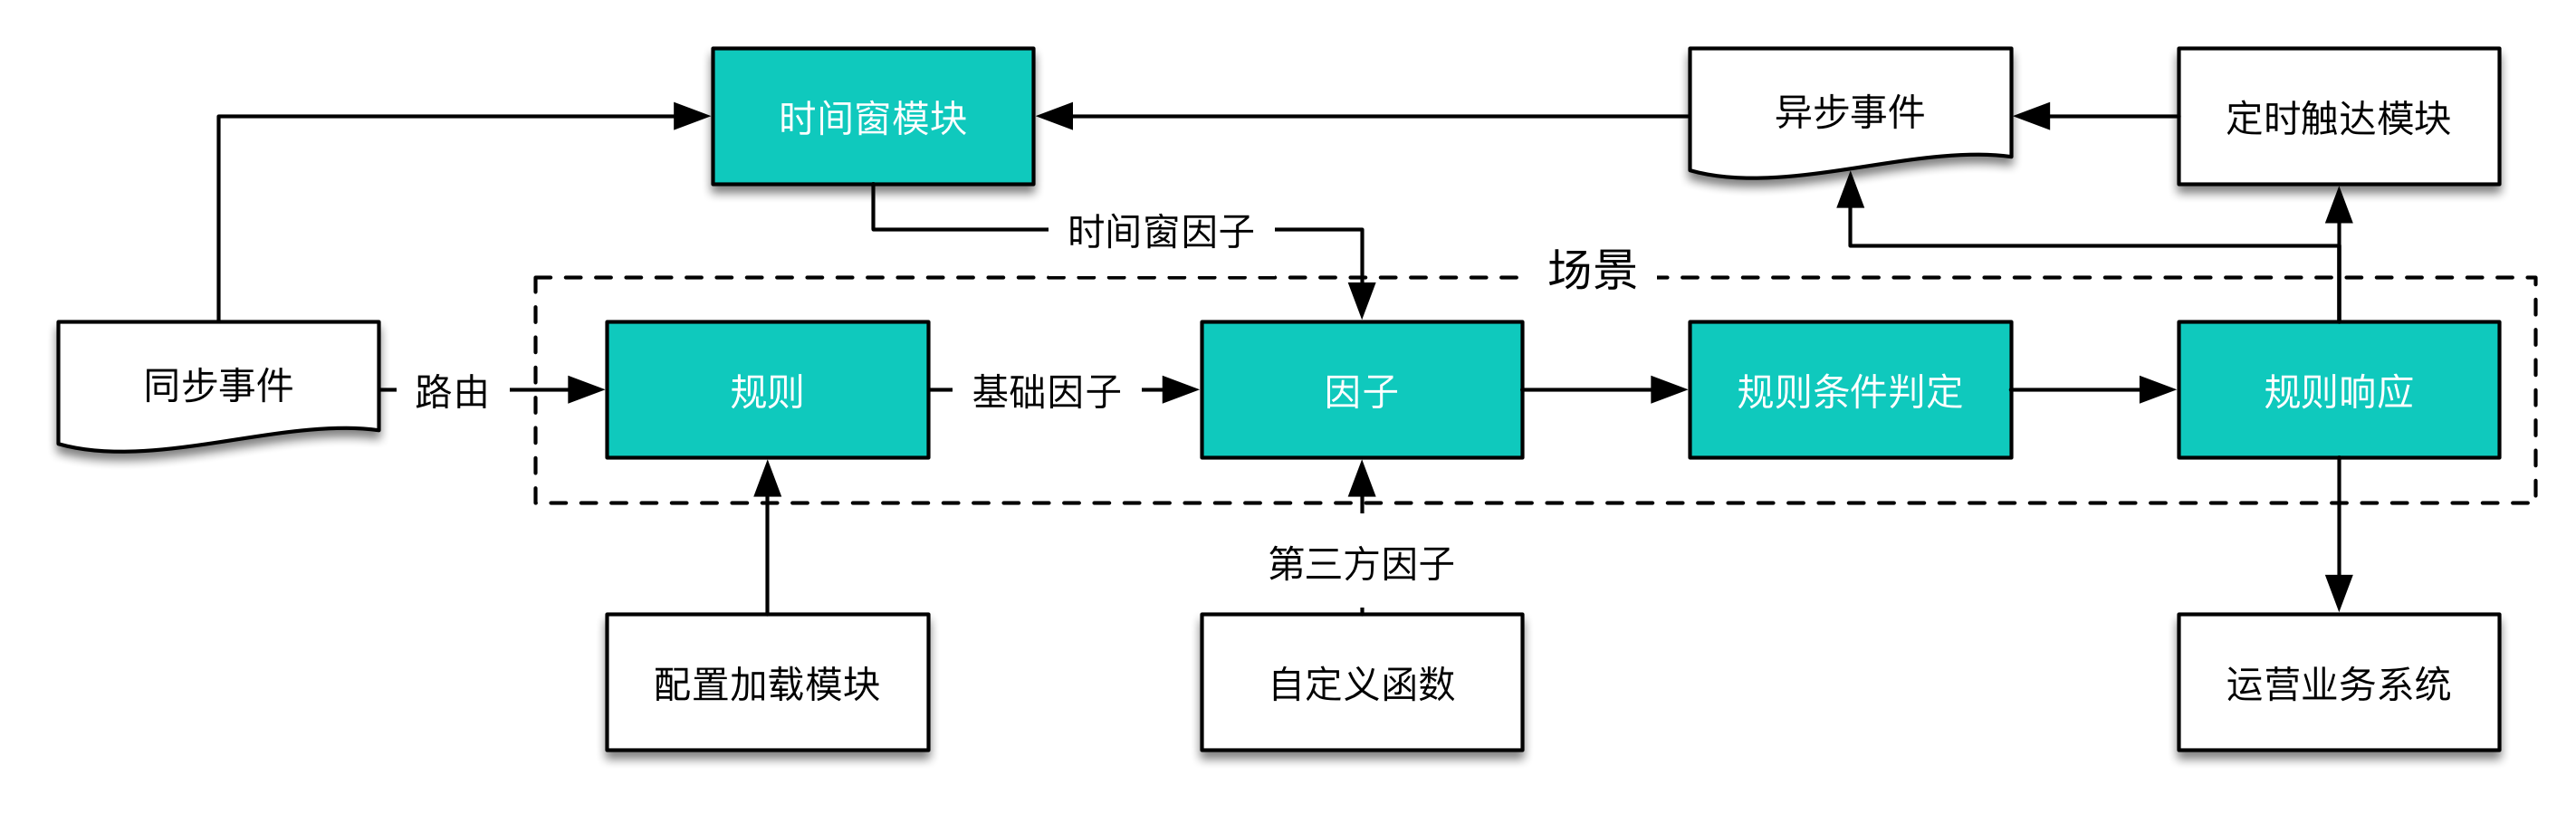 时间窗模块
异步事件
定时触达模块
时间窗因子
场景
同步事件
路由
规则
基础因子
因子
规则条件判定
规则响应
第三方因子
配置加载模块
自定义函数
运营业务系统